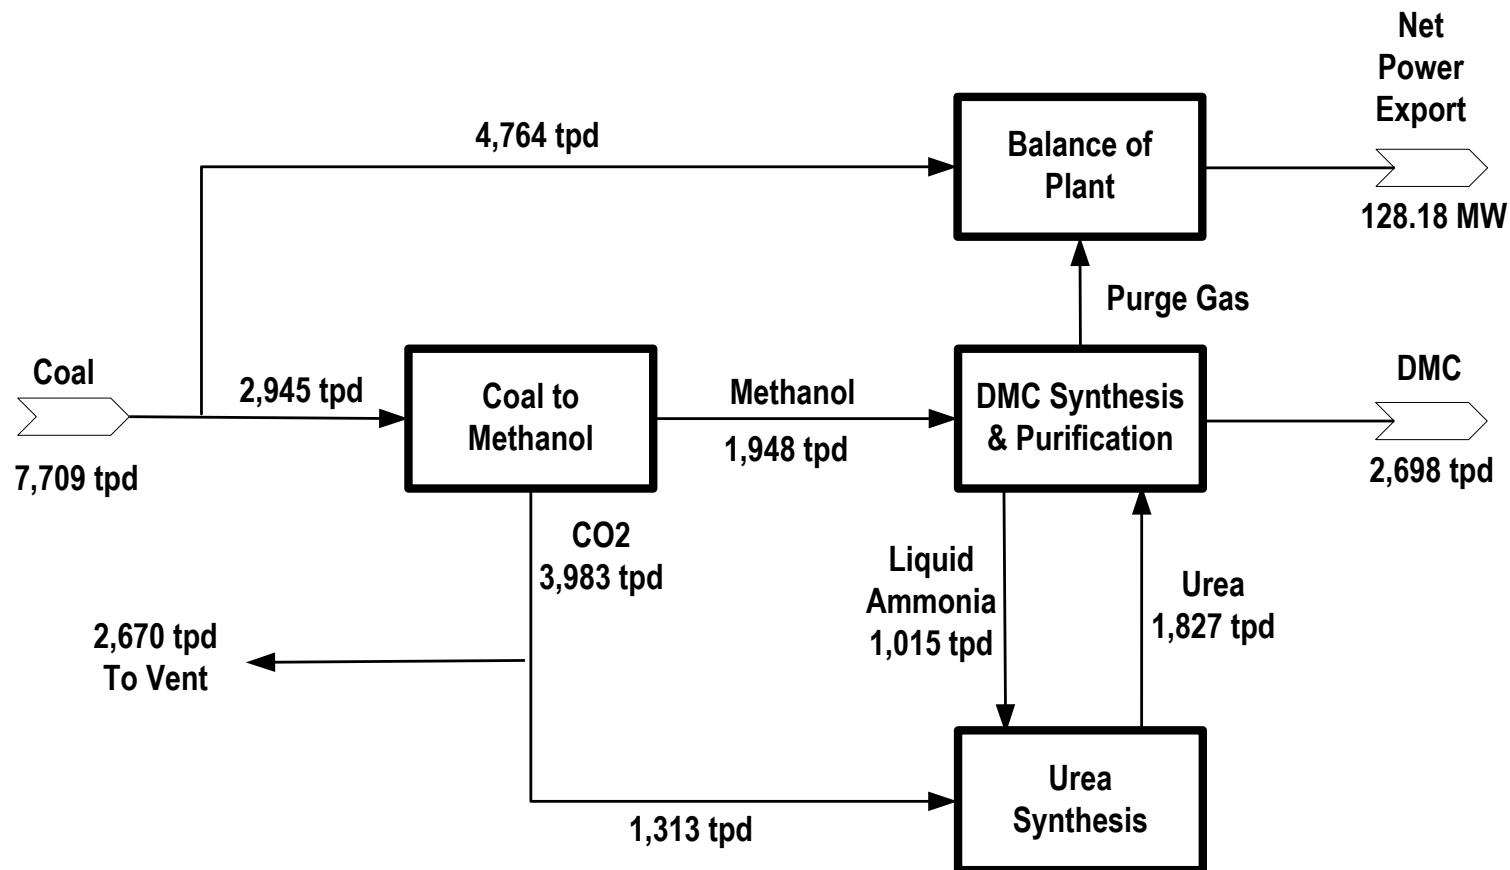 Net
Power
Export
4,764 tpd
Balance of
Plant
128.18 MW
Purge Gas
Coal
2,945 tpd
Coal to
Methanol
Methanol
1,948 tpd
DMC Synthesis
& Purification
DMC
2,698 tpd
7,709 tpd
CO2
3,983 tpd
Liquid
Ammonia
1,015 tpd
Urea
1,827 tpd
2,670 tpd
To Vent
Urea
Synthesis
1,313 tpd